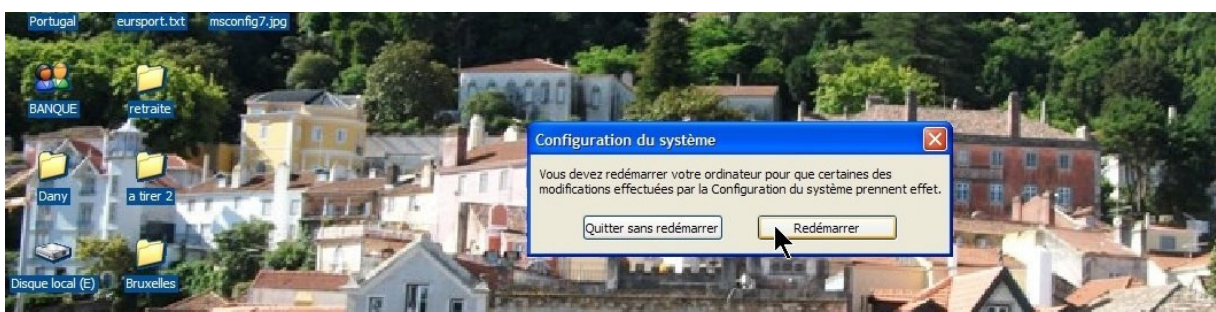 Portugal eursport.txt msconfig7.jpg
BANQUE retraite
Configuration du système
Vous devez redémarrer votre ordinateur pour que certaines des
modifications effectuées par la Configuration du système prennent effet.
Dany a tirer 2
Quitter sans redémarrer Redémarrer
Disque local (E) Bruxelles